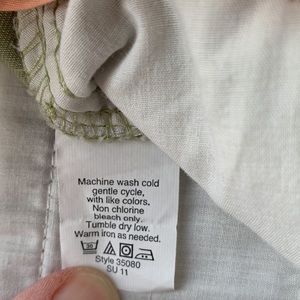 Machine wash cold
gentle cycle,
with like colors,
Non chlorine
bleach only.
Tumble dry low.
Warm iron as needed.
30
Style 35080
SU 11